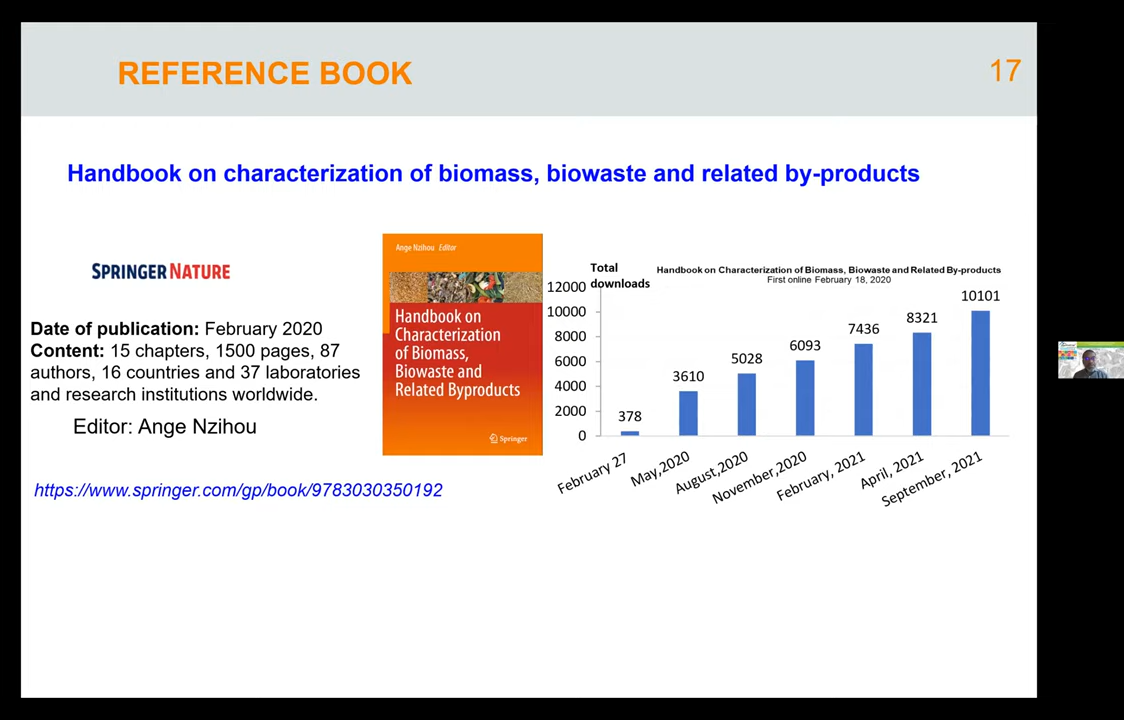 REFERENCE BOOK
17
Handbook on characterization of biomass, biowaste and related by-products
SPRINGER NATURE
Date of publication: February 2020
Content: 15 chapters, 1500 pages, 87
authors, 16 countries and 37 laboratories
and research institutions worldwide.
Editor: Ange Nzihou
https://www.springer.com/gp/book/9783030350192
Ange Nzihou Editor
Handbook on
Characterization
of Biomass,
Biowaste and
Related Byproducts
Springer
Total
downloads
Handbook on Characterization of Biomass, Biowaste and Related By-products
First online February 18, 2020
12000
10000
8000
6000
4000
2000
0
378
3610
5028
6093
7436
8321
10101
February 27
May,2020
August,2020
November,2020
February, 2021
April, 2021
September, 2021